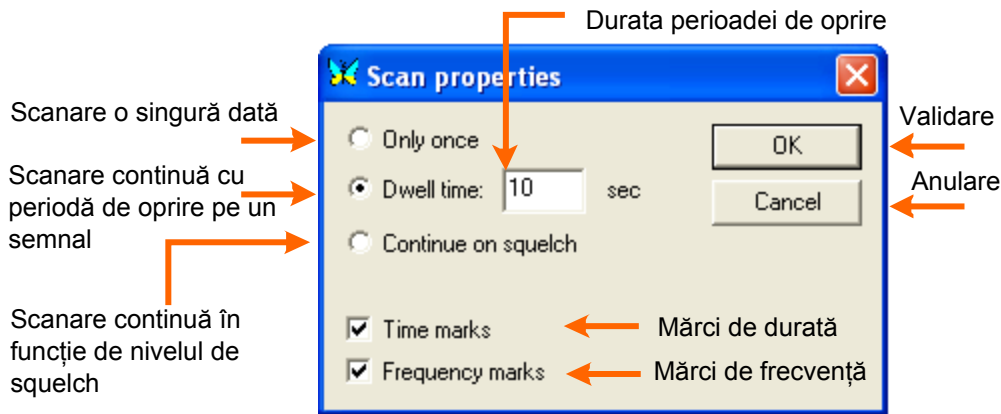 Durata perioadei de oprire
Scan properties
Scanare o singură dată
Only once
OK
Validare
Scanare continuă cu
periodă de oprire pe un
semnal
Dwell time: 10 sec
Cancel
Anulare
Continue on squelch
Scanare continuă în
funcție de nivelul de
squelch
Time marks
Mărci de durată
Frequency marks
Mărci de frecvență